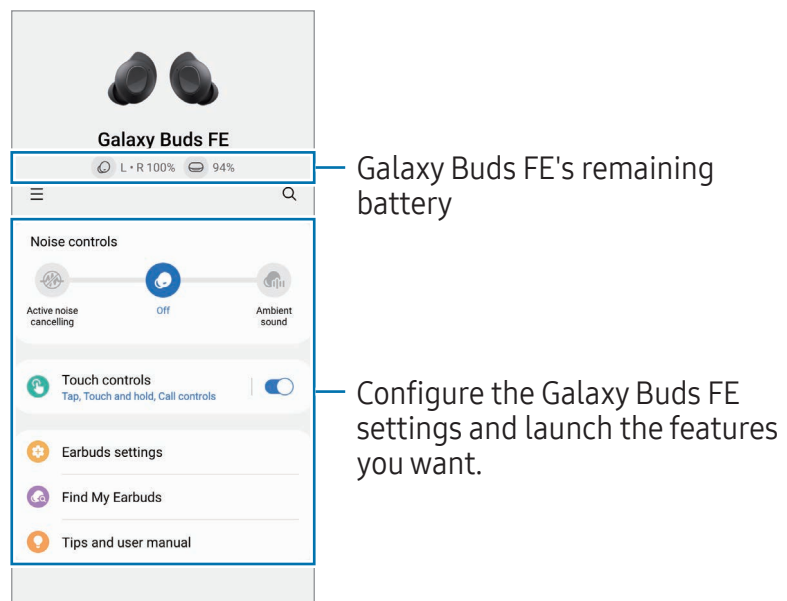 Galaxy Buds FE
L • R 100% 94%
Galaxy Buds FE's remaining
battery
Noise controls
Active noise
cancelling
Off
Ambient
sound
Touch controls
Tap, Touch and hold, Call controls
Configure the Galaxy Buds FE
settings and launch the features
you want.
Earbuds settings
Find My Earbuds
Tips and user manual